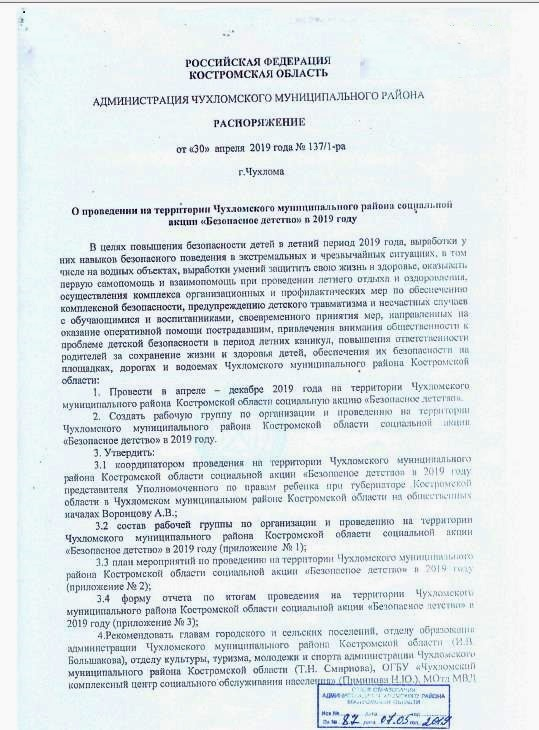 РОССИЙСКАЯ ФЕДЕРАЦИЯ
КОСТРОМСКАЯ ОБЛАСТЬ
АДМИНИСТРАЦИЯ ЧУХЛОМСКОГО МУНИЦИПАЛЬНОГО РАЙОНА
РАСПОРЯЖЕНИЕ
от «30» апреля 2019 года № 137/1-ра
г.Чухлома
О проведении на территории Чухломского муниципального района социальной
акции «Безопасное детство» в 2019 году
В целях повышения безопасности детей в летний период 2019 года, выработки у
них навыков безопасного поведения в экстремальных и чрезвычайных ситуациях, в том
числе на водных объектах, выработки умений защитить свою жизнь и здоровье, оказывать
первую самопомощь и взаимопомощь при проведении летнего отдыха и оздоровления,
осуществления комплекса организационных и профилактических мер по обеспечению
комплексной безопасности, предупреждению детского травматизма и несчастных случаев
с обучающимися и воспитанниками, своевременного принятия мер, направленных на
оказание оперативной помощи пострадавшим, привлечения внимания общественности к
проблеме детской безопасности в период летних каникул, повышения ответственности
родителей за сохранение жизни и здоровья детей, обеспечения их безопасности на
площадках, дорогах и водоемах Чухломского муниципального района Костромской
области:
1. Провести в апреле – декабре 2019 года на территории Чухломского
муниципального района Костромской области социальную акцию «Безопасное детство».
2. Создать рабочую группу по организации и проведению на территории
Чухломского муниципального района Костромской области социальной акции
«Безопасное детство» в 2019 году.
3. Утвердить:
3.1 координатором проведения на территории Чухломского муниципального
района Костромской области социальной акции «Безопасное детство» в 2019 году
представителя Уполномоченного по правам ребенка при губернаторе Костромской
области в Чухломском муниципальном районе Костромской области на общественных
началах Воронцову А.В.;
3.2 состав рабочей группы по организации и проведению на территории
Чухломского муниципального района Костромской области социальной акции
«Безопасное детство» в 2019 году (приложение № 1);
3.3 план мероприятий по проведению на территории Чухломского муниципального
района Костромской области социальной акции «Безопасное детство» в 2019 году
(приложение № 2);
3.4 форму отчета по итогам проведения на территории Чухломского
муниципального района Костромской области социальной акции «Безопасное детство» в
2019 году (приложение № 3);
4.Рекомендовать главам городского и сельских поселений, отделу образования
администрации Чухломского муниципального района Костромской области (И.В.
Большакова), отделу культуры, туризма, молодежи и спорта администрации Чухломского
муниципального района Костромской области (Т.Н. Смирнова), ОГБУ «Чухломский
комплексный центр социального обслуживания населения» (Пиминова Н.Ю.), МОтд МВД
ОТДЕЛ ОБРАЗОВАНИЯ
АДМИНИСТРАЦИИ ЧУХЛОМСКОГО РАЙОНА
КОСТРОМСКОЙ ОБЛАСТИ
Исх № дата
Вх № 87 дата 07.05 2019